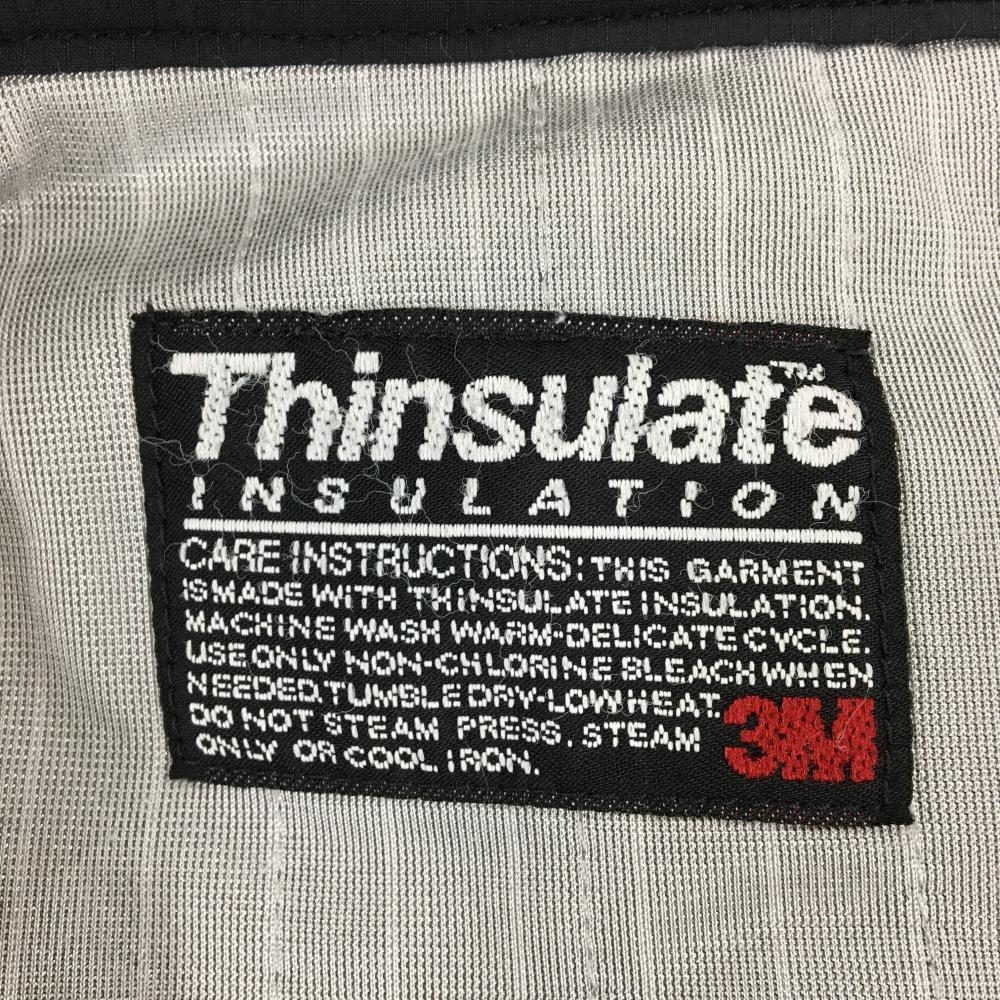 Thinsulate™
INSULATION
CARE INSTRUCTIONS: THIS GARMENT
IS MADE WITH THINSULATE INSULATION.
MACHINE WASH WARM-DELICATE CYCLE.
USE ONLY NON-CHLORINE BLEACH WHEN
NEEDED. TUMBLE DRY-LOW HEAT.
DO NOT STEAM PRESS. STEAM
ONLY OR COOL IRON.
3M